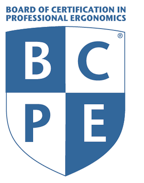 BOARD OF CERTIFICATION IN
PROFESSIONAL ERGONOMICS
®
B C
P E